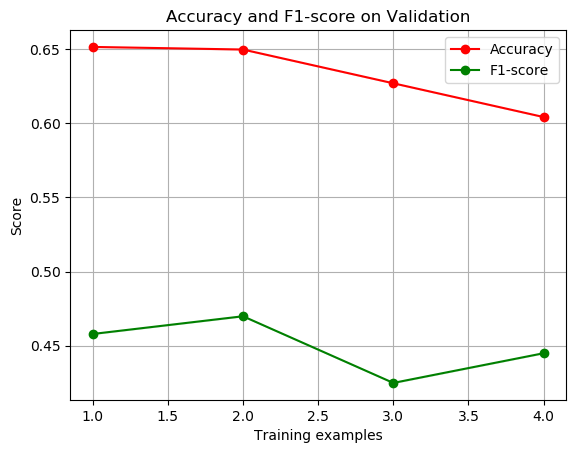 Accuracy and F1-score on Validation
Accuracy
F1-score
Score
0.65
0.60
0.55
0.50
0.45
1.0 1.5 2.0 2.5 3.0 3.5 4.0
Training examples